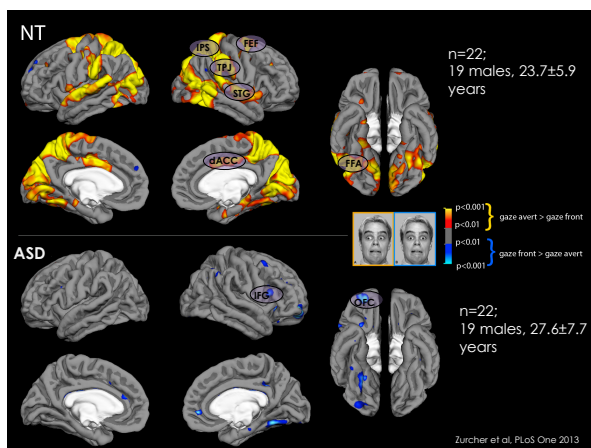 NT
IPS
FEF
TPJ
STG
n=22;
19 males, 23.7±5.9
years
dACC
FFA
p<0.001
p<0.01
gaze avert > gaze front
p<0.01
p<0.001
gaze front > gaze avert
ASD
IFG
OFC
n=22;
19 males, 27.6±7.7
years
Zurcher et al, PLoS One 2013